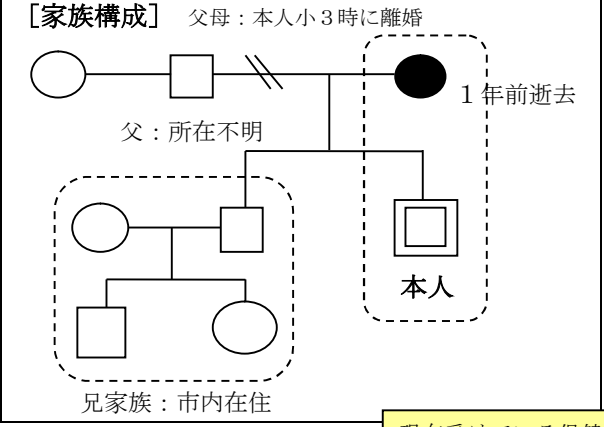 [家族構成] 父母：本人小３時に離婚
１年前逝去
父：所在不明
本人
兄家族：市内在住